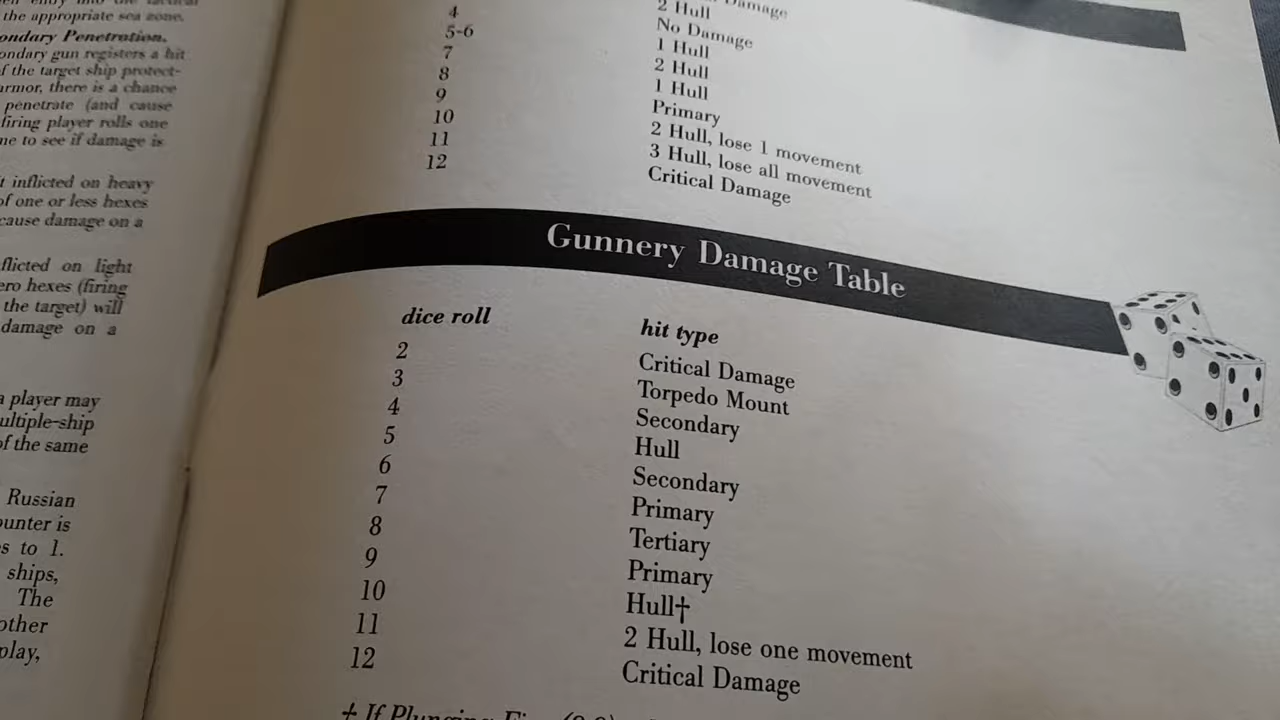 the appropriate sea zone.
ondary Penetration.
ondary gun registers a hit
of the target ship protect-
armor, there is a chance
penetrate (and cause
firing player rolls one
me to see if damage is
t inflicted on heavy
of one or less hexes
cause damage on a
flicted on light
ero hexes (firing
the target) will
damage on a
a player may
ultiple-ship
of the same
Russian
ounter is
s to 1.
ships,
The
other
play,
Damage
4 2 Hull
5-6 No Damage
7 1 Hull
8 2 Hull
9 1 Hull
10 Primary
11 2 Hull, lose 1 movement
12 3 Hull, lose all movement
Critical Damage
Gunnery Damage Table
dice roll hit type
2 Critical Damage
3 Torpedo Mount
4 Secondary
5 Hull
6 Secondary
7 Primary
8 Tertiary
9 Primary
10 Hull†
11 2 Hull, lose one movement
12 Critical Damage
† If Plunging